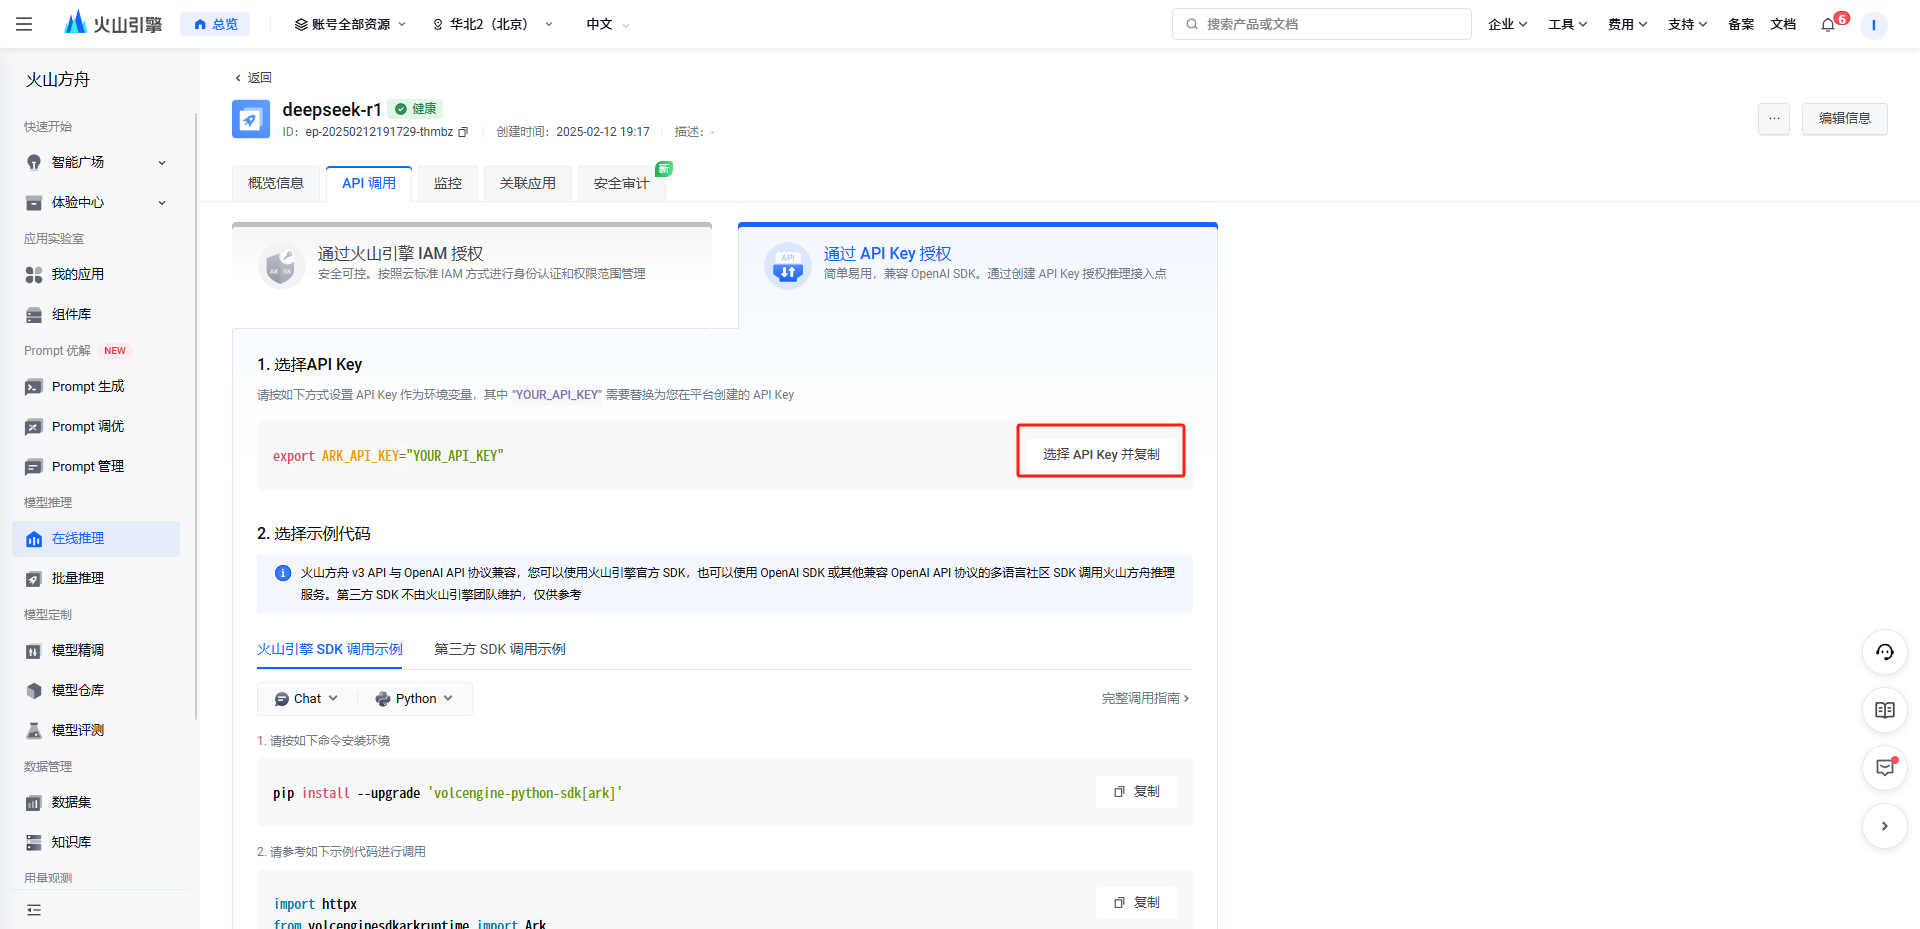 火山引擎
总览
账号全部资源
华北2（北京）
中文
搜索产品或文档
企业
工具
费用
支持
备案
文档
6
I
火山方舟
快速开始
智能广场
体验中心
应用实验室
我的应用
组件库
Prompt 优解 NEW
Prompt 生成
Prompt 调优
Prompt 管理
模型推理
在线推理
批量推理
模型定制
模型精调
模型仓库
模型评测
数据管理
数据集
知识库
用量观测
返回
deepseek-r1 健康
ID： ep-20250212191729-thmbz
创建时间： 2025-02-12 19:17
描述： -
...
编辑信息
概览信息
API 调用
监控
关联应用
安全审计
新
AK SK
通过火山引擎 IAM 授权
安全可控。按照云标准 IAM 方式进行身份认证和权限范围管理
API
通过 API Key 授权
简单易用，兼容 OpenAI SDK。通过创建 API Key 授权推理接入点
1. 选择API Key
请按如下方式设置 API Key 作为环境变量，其中 "YOUR_API_KEY" 需要替换为您在平台创建的 API Key
export ARK_API_KEY="YOUR_API_KEY"
选择 API Key 并复制
2. 选择示例代码
火山方舟 v3 API 与 OpenAI API 协议兼容，您可以使用火山引擎官方 SDK，也可以使用 OpenAI SDK 或其他兼容 OpenAI API 协议的多语言社区 SDK 调用火山方舟推理
服务。第三方 SDK 不由火山引擎团队维护，仅供参考
火山引擎 SDK 调用示例
第三方 SDK 调用示例
Chat
Python
完整调用指南
1. 请按如下命令安装环境
pip install --upgrade 'volcengine-python-sdk[ark]'
复制
2. 请参考如下示例代码进行调用
import httpx
复制
from volcenginesdkarkruntime import Ark